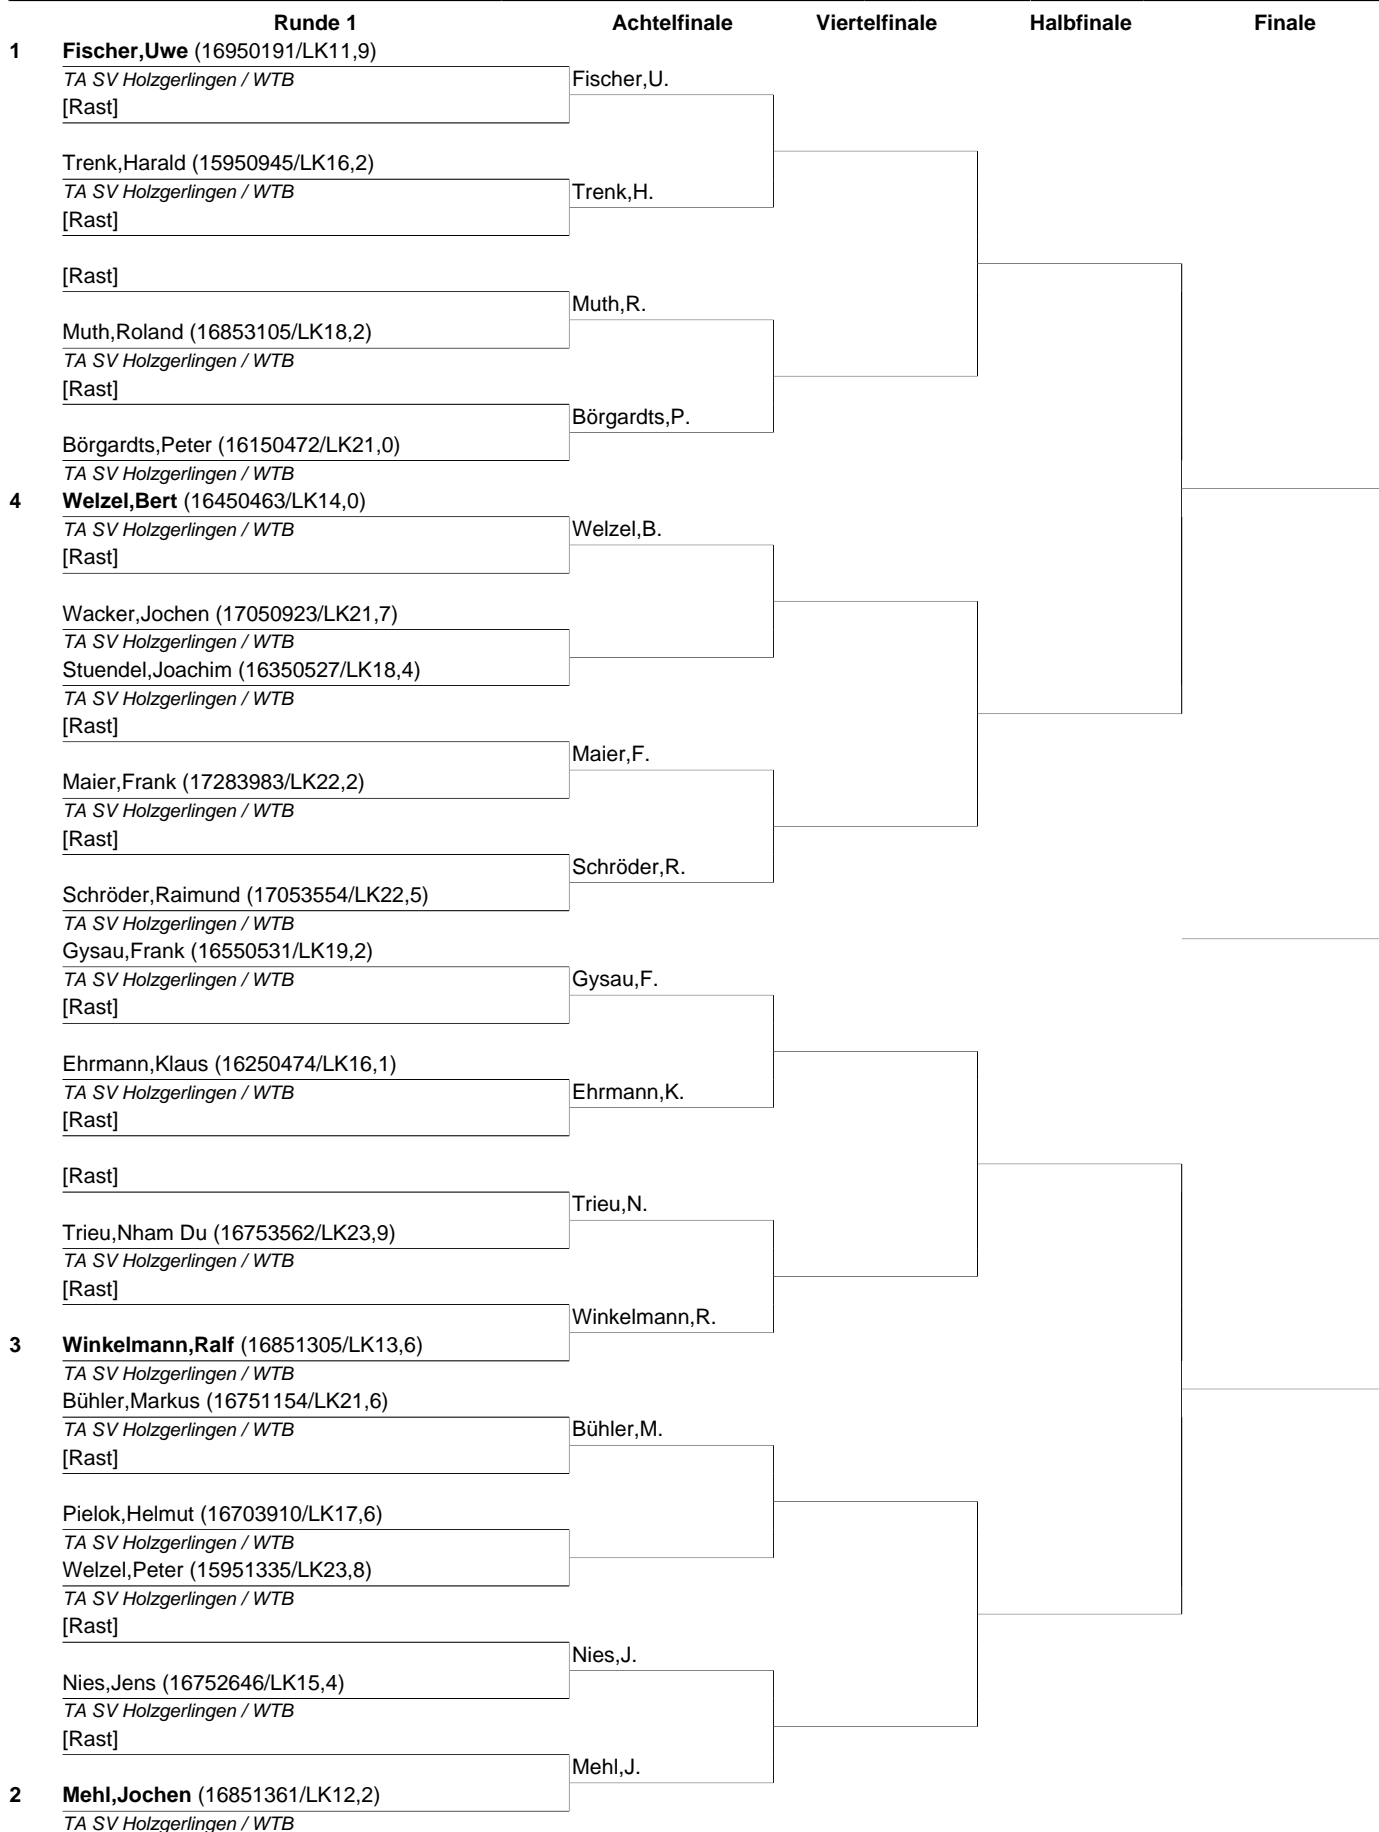 Runde 1 Achtelfinale Viertelfinale Halbfinale Finale
1 Fischer,Uwe (16950191/LK11,9)
TA SV Holzgerlingen / WTB Fischer,U.
[Rast]
Trenk,Harald (15950945/LK16,2)
TA SV Holzgerlingen / WTB Trenk,H.
[Rast]
[Rast]
Muth,R.
Muth,Roland (16853105/LK18,2)
TA SV Holzgerlingen / WTB
[Rast]
Börgardts,P.
Börgardts,Peter (16150472/LK21,0)
TA SV Holzgerlingen / WTB
4 Welzel,Bert (16450463/LK14,0)
TA SV Holzgerlingen / WTB Welzel,B.
[Rast]
Wacker,Jochen (17050923/LK21,7)
TA SV Holzgerlingen / WTB
Stuendel,Joachim (16350527/LK18,4)
TA SV Holzgerlingen / WTB
[Rast]
Maier,F.
Maier,Frank (17283983/LK22,2)
TA SV Holzgerlingen / WTB
[Rast]
Schröder,R.
Schröder,Raimund (17053554/LK22,5)
TA SV Holzgerlingen / WTB
Gysau,Frank (16550531/LK19,2)
TA SV Holzgerlingen / WTB Gysau,F.
[Rast]
Ehrmann,Klaus (16250474/LK16,1)
TA SV Holzgerlingen / WTB Ehrmann,K.
[Rast]
[Rast]
Trieu,N.
Trieu,Nham Du (16753562/LK23,9)
TA SV Holzgerlingen / WTB
[Rast]
Winkelmann,R.
3 Winkelmann,Ralf (16851305/LK13,6)
TA SV Holzgerlingen / WTB
Bühler,Markus (16751154/LK21,6)
TA SV Holzgerlingen / WTB Bühler,M.
[Rast]
Pielok,Helmut (16703910/LK17,6)
TA SV Holzgerlingen / WTB
Welzel,Peter (15951335/LK23,8)
TA SV Holzgerlingen / WTB
[Rast]
Nies,J.
Nies,Jens (16752646/LK15,4)
TA SV Holzgerlingen / WTB
[Rast]
Mehl,J.
2 Mehl,Jochen (16851361/LK12,2)
TA SV Holzgerlingen / WTB